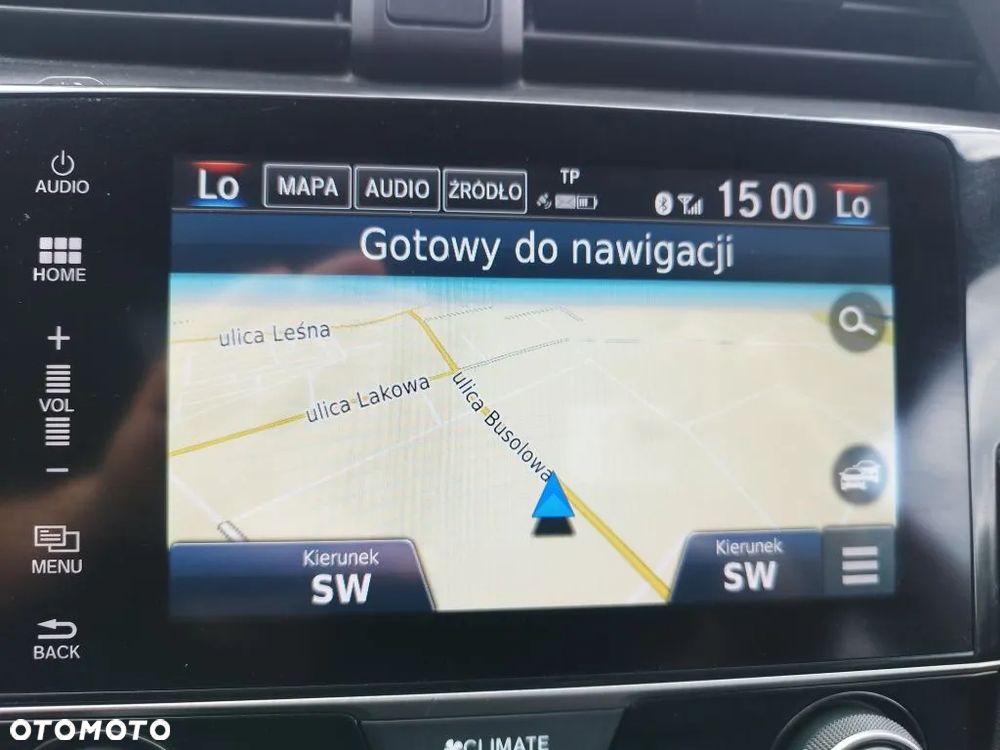 AUDIO
HOME
+
VOL
−
MENU
BACK
Lo MAPA AUDIO ŹRÓDŁO TP 15 00 Lo
Gotowy do nawigacji
ulica Leśna
ulica Lakowa
ulica Busolowa
Kierunek
SW
Kierunek
SW
OTOMOTO
CLIMATE